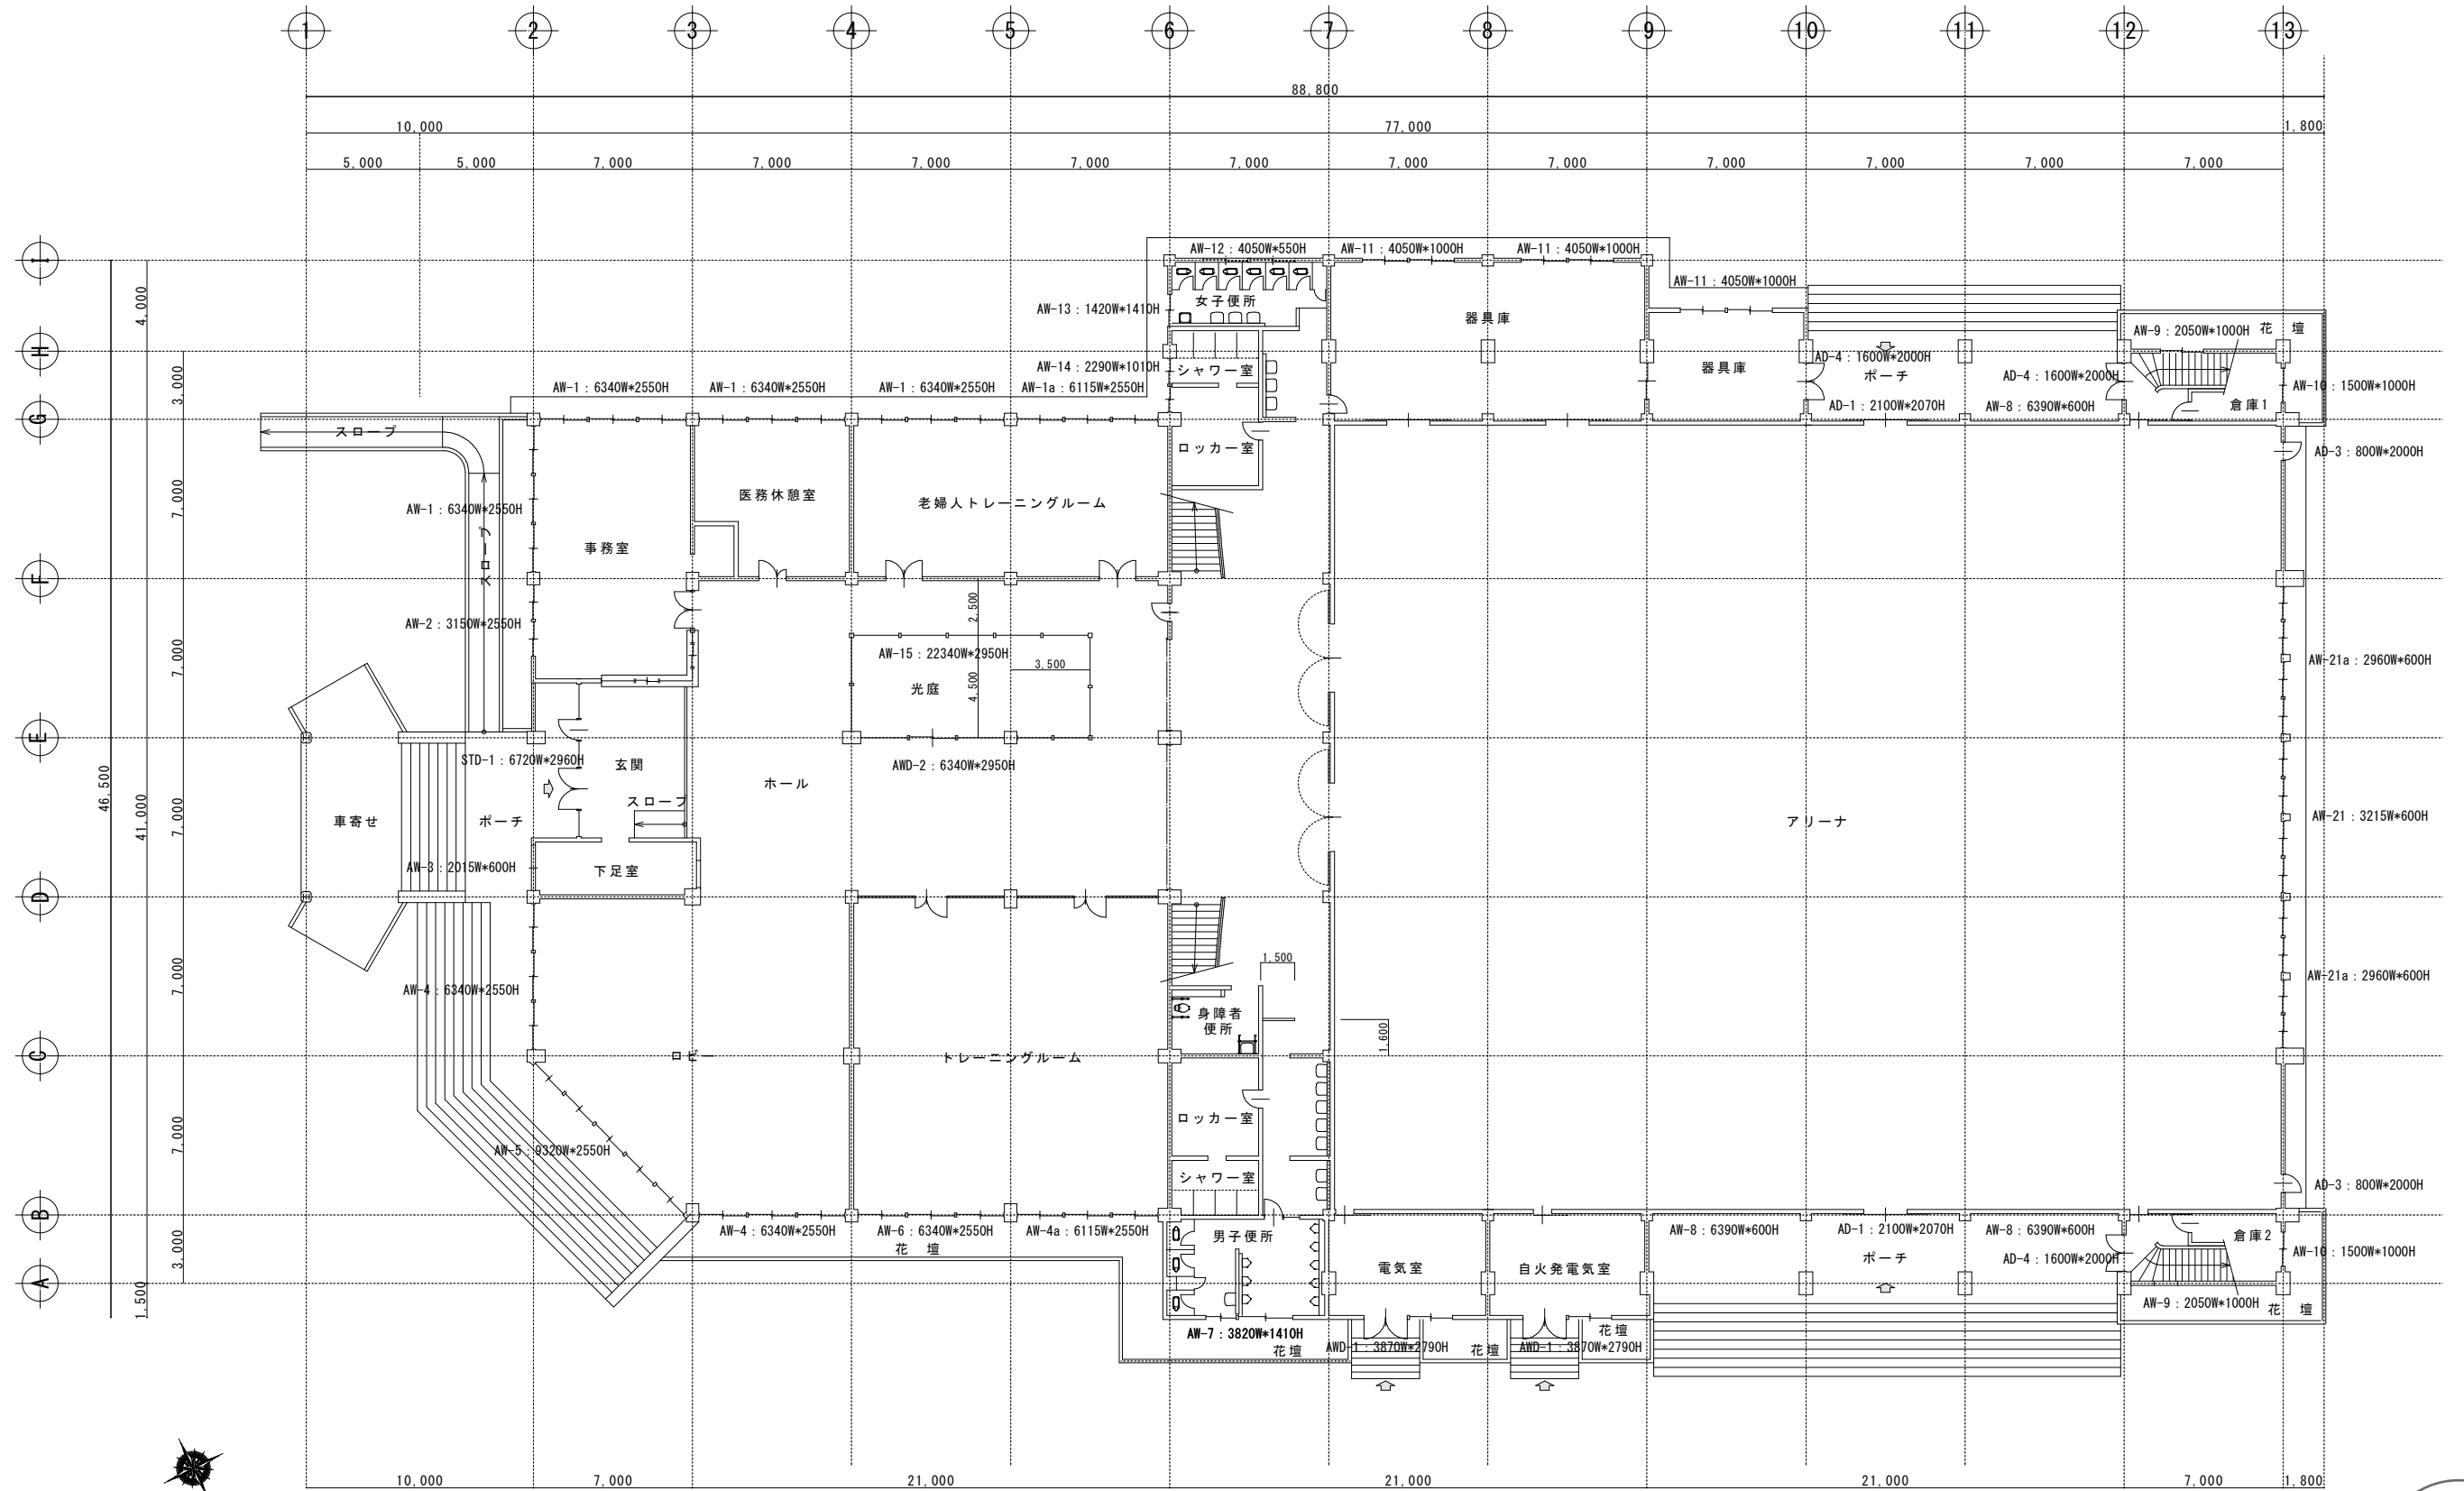 1 2 3 4 5 6 7 8 9 10 11 12 13
88,800
10,000 77,000 1,800
5,000 5,000 7,000 7,000 7,000 7,000 7,000 7,000 7,000 7,000 7,000 7,000 7,000
I
AW-12：4050W*550H AW-11：4050W*1000H AW-11：4050W*1000H
AW-11：4050W*1000H
4,000
女子便所
AW-13：1420W*1410H
器具庫
AW-9：2050W*1000H 花 壇
H
AD-4：1600W*2000H
AW-14：2290W*1010H
シャワー室
器具庫
ポーチ
AD-4：1600W*2000H
3,000
AW-1：6340W*2550H AW-1：6340W*2550H AW-1：6340W*2550H AW-1a：6115W*2550H
AW-10：1500W*1000H
AD-1：2100W*2070H AW-8：6390W*600H
倉庫1
G
スロープ
ロッカー室
AD-3：800W*2000H
7,000
医務休憩室
老婦人トレーニングルーム
AW-1：6340W*2550H
スロープ
事務室
F
2,500
AW-2：3150W*2550H
AW-15：22340W*2950H
3,500
AW-21a：2960W*600H
7,000
光庭
4,500
E
46,500
STD-1：6720W*2960H
玄関
AWD-2：6340W*2950H
ホール
スロープ
41,000
7,000
車寄せ
ポーチ
アリーナ
AW-21：3215W*600H
AW-3：2015W*600H
下足室
D
1,500
7,000
AW-4：6340W*2550H
AW-21a：2960W*600H
身障者
便所
1,600
C
ロビー
トレーニングルーム
ロッカー室
7,000
AW-5：9320W*2550H
シャワー室
AD-3：800W*2000H
B
AW-4：6340W*2550H AW-6：6340W*2550H AW-4a：6115W*2550H
AW-8：6390W*600H AD-1：2100W*2070H AW-8：6390W*600H
花 壇
男子便所
倉庫2
3,000
ポーチ
AD-4：1600W*2000H
AW-10：1500W*1000H
電気室
自火発電気室
A
1,500
AW-9：2050W*1000H
花 壇
AW-7：3820W*1410H
花壇
花壇
AWD-1：3870W*2790H
花壇
AWD-1：3870W*2790H
10,000 7,000 21,000 21,000 21,000 7,000 1,800